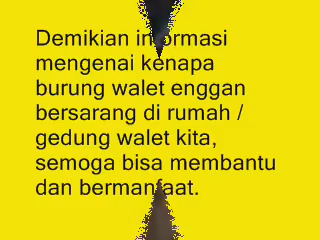 Demikian informasi
mengenai kenapa
burung walet enggan
bersarang di rumah /
gedung walet kita,
semoga bisa membantu
dan bermanfaat.